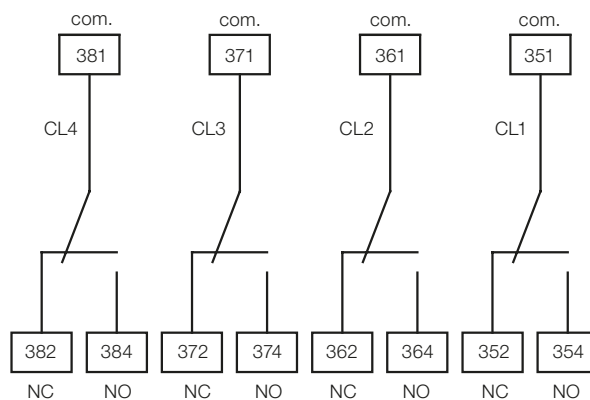 com. com. com. com.
381 371 361 351
CL4 CL3 CL2 CL1
382 384 372 374 362 364 352 354
NC NO NC NO NC NO NC NO